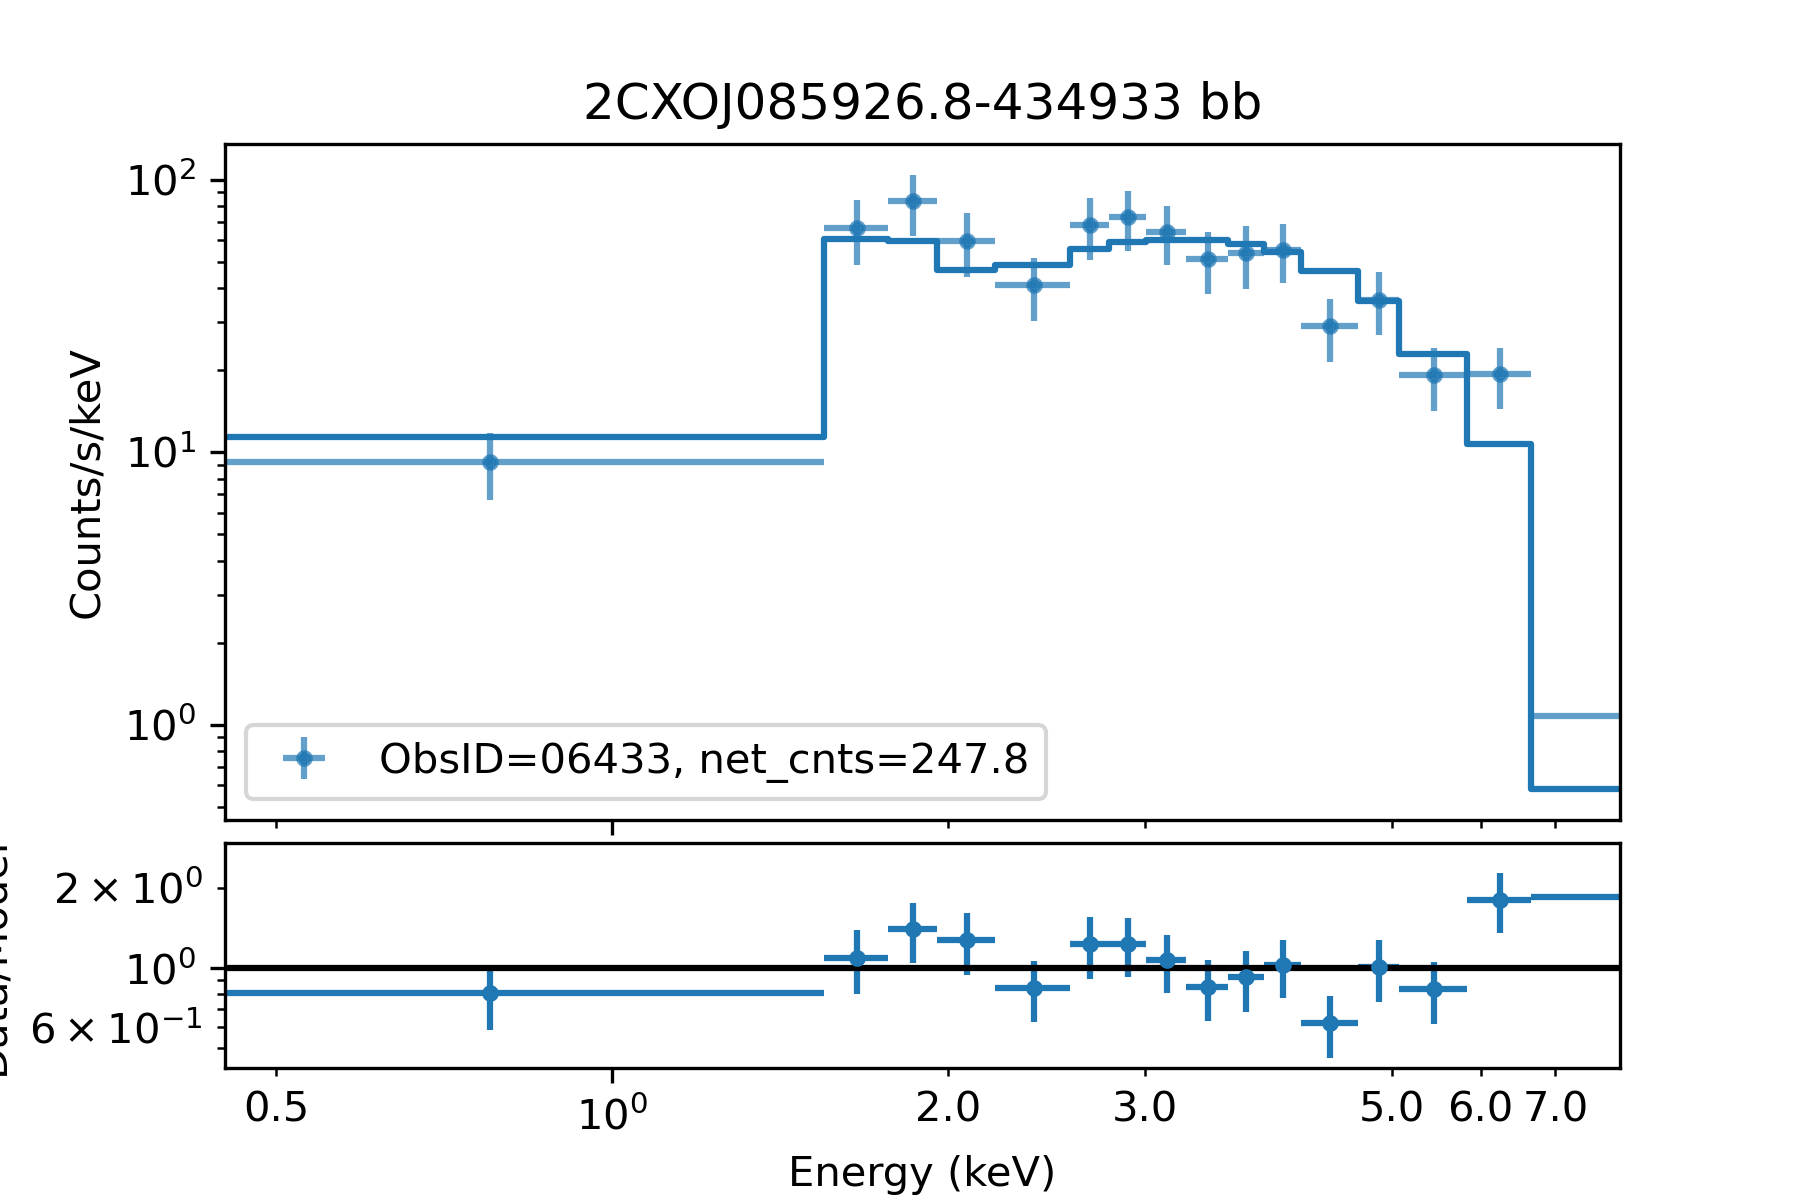 2CXOJ085926.8-434933 bb
10²
10¹
10⁰
Counts/s/keV
ObsID=06433, net_cnts=247.8
2 × 10⁰
10⁰
6 × 10⁻¹
0.5 10⁰ 2.0 3.0 5.0 6.0 7.0
Energy (keV)